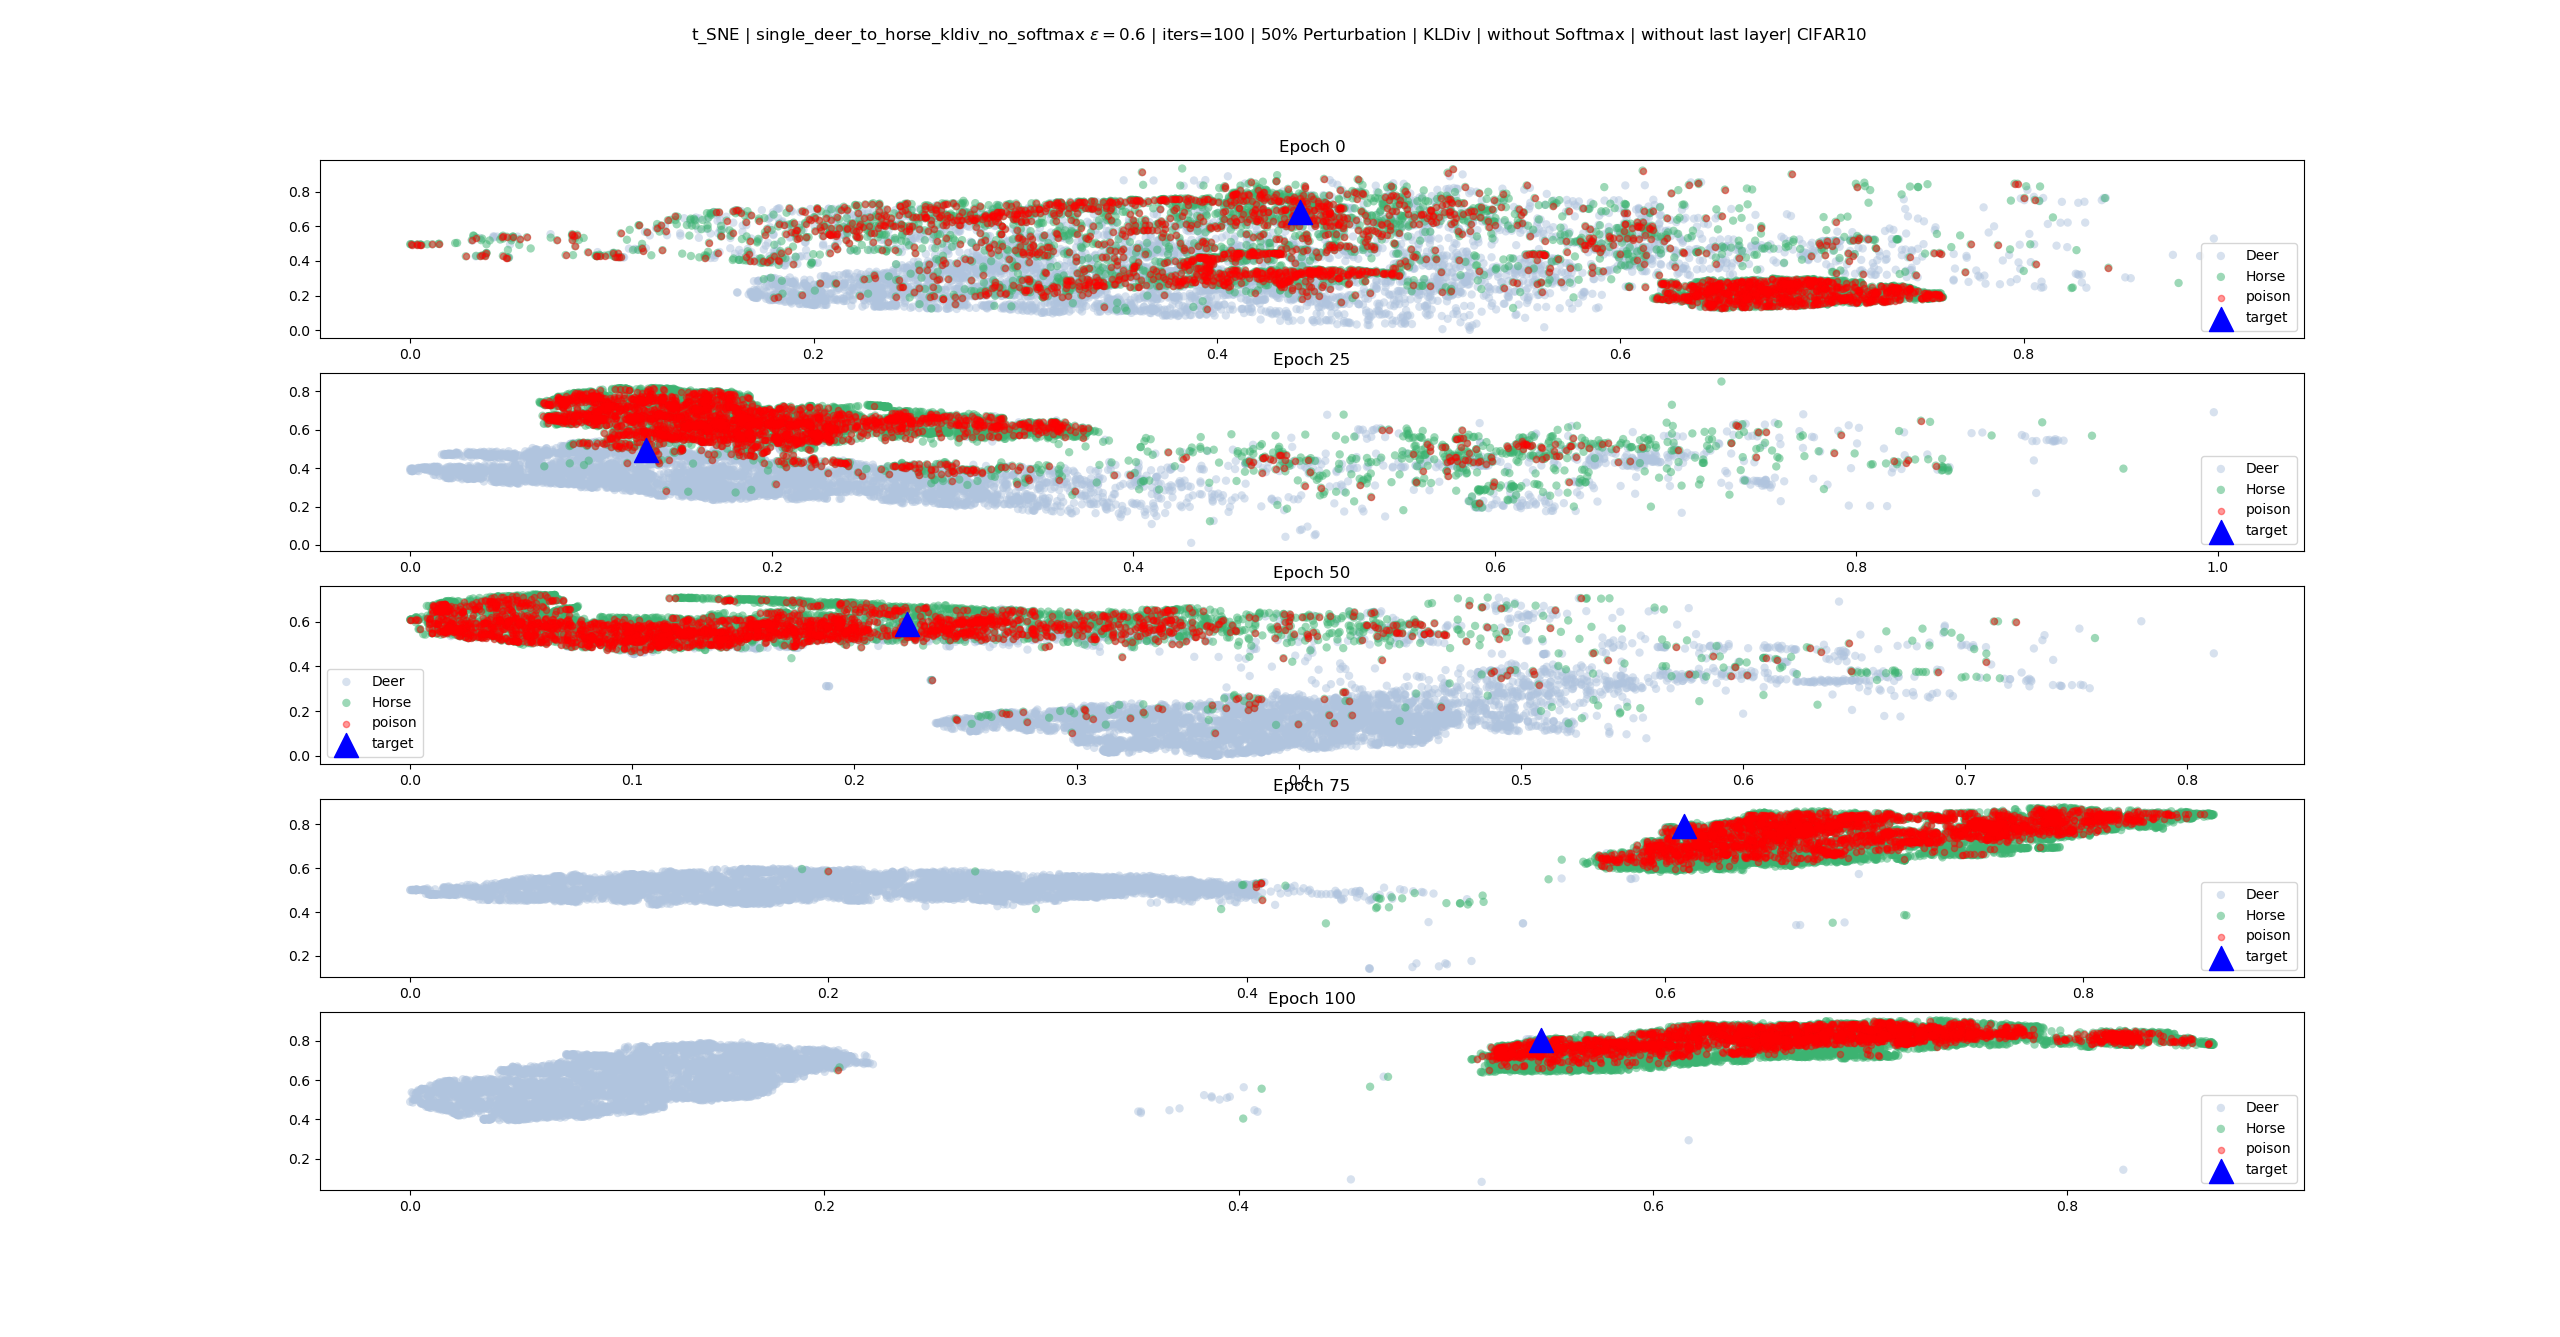 t_SNE | single_deer_to_horse_kldiv_no_softmax ε = 0.6 | iters=100 | 50% Perturbation | KLDiv | without Softmax | without last layer| CIFAR10
Epoch 0
0.8
0.6
0.4
0.2
0.0
Deer
Horse
poison
target
0.0 0.2 0.4 0.6 0.8
Epoch 25
0.8
0.6
0.4
0.2
0.0
Deer
Horse
poison
target
0.0 0.2 0.4 0.6 0.8 1.0
Epoch 50
0.6
0.4
0.2
0.0
Deer
Horse
poison
target
0.0 0.1 0.2 0.3 0.4 0.5 0.6 0.7 0.8
Epoch 75
0.8
0.6
0.4
0.2
Deer
Horse
poison
target
0.0 0.2 0.4 0.6 0.8
Epoch 100
0.8
0.6
0.4
0.2
Deer
Horse
poison
target
0.0 0.2 0.4 0.6 0.8